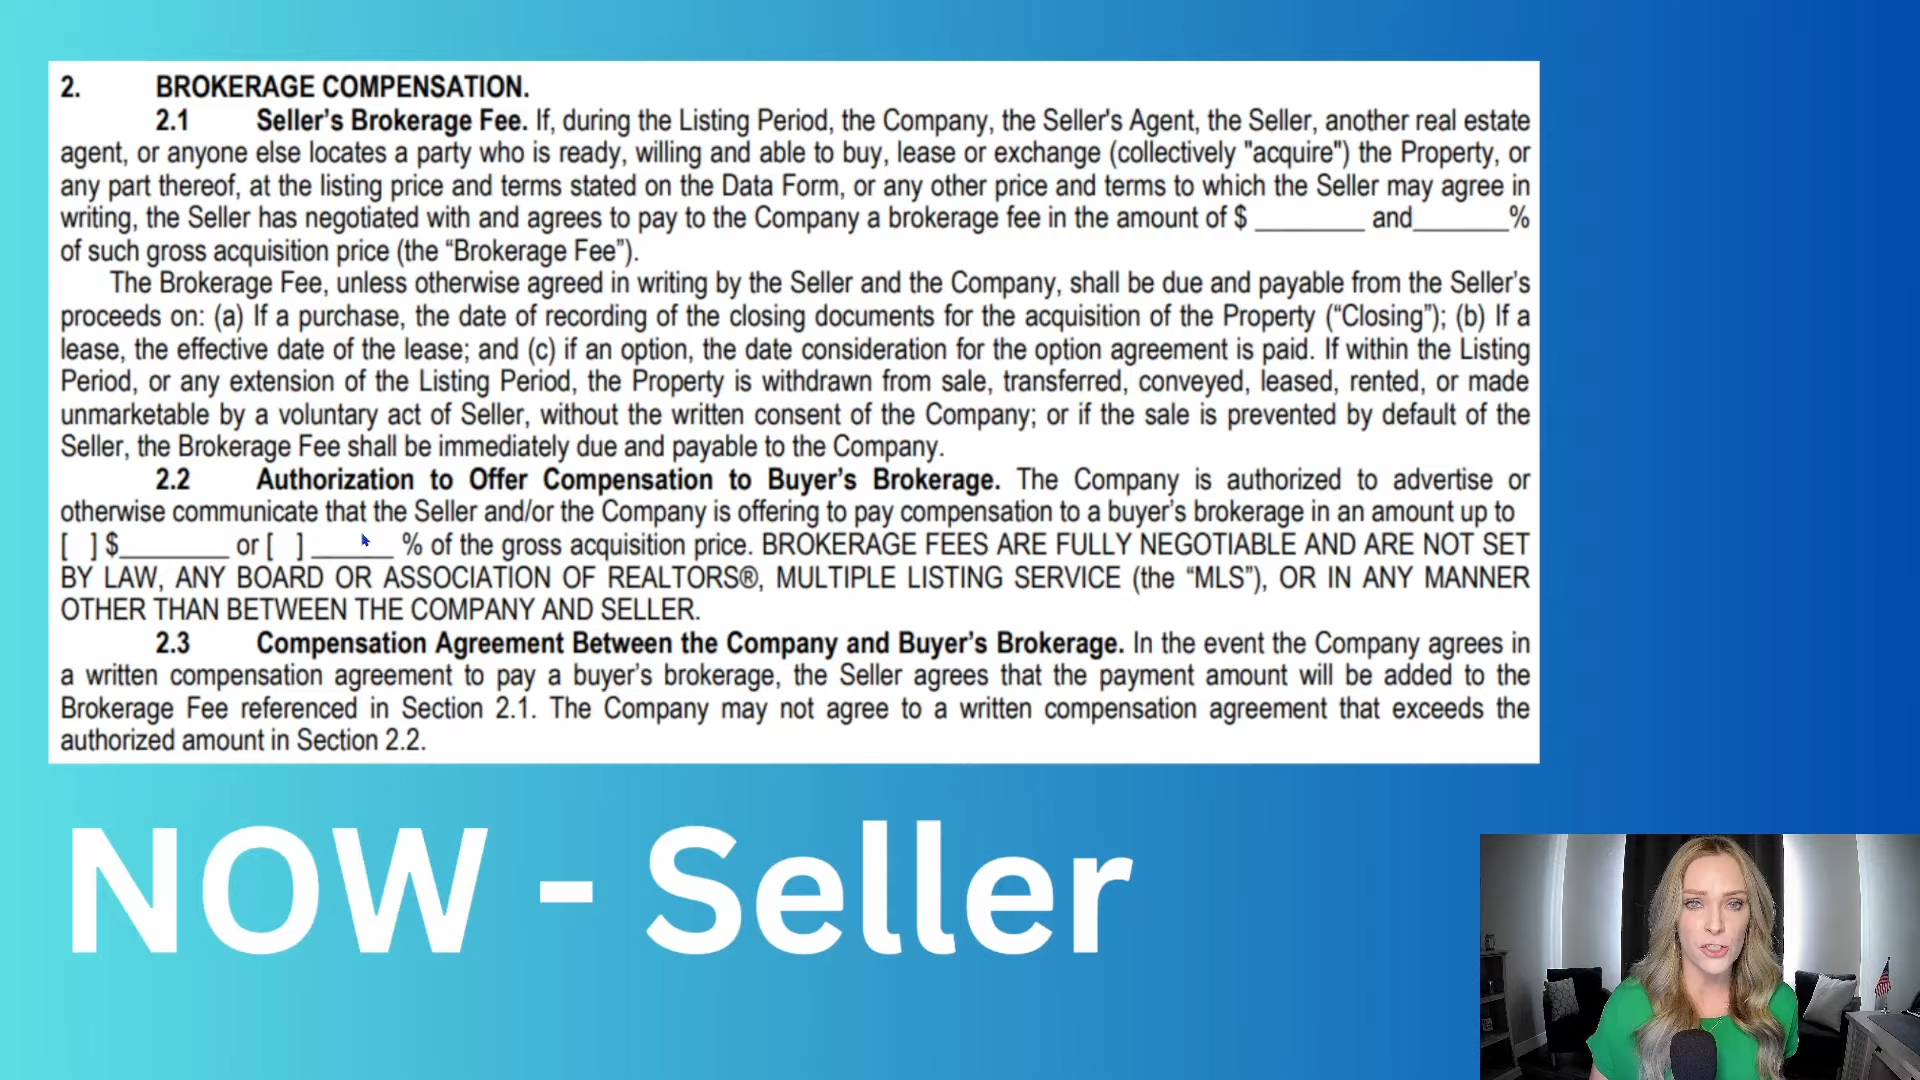 2. BROKERAGE COMPENSATION.
2.1 Seller’s Brokerage Fee. If, during the Listing Period, the Company, the Seller's Agent, the Seller, another real estate
agent, or anyone else locates a party who is ready, willing and able to buy, lease or exchange (collectively "acquire") the Property, or
any part thereof, at the listing price and terms stated on the Data Form, or any other price and terms to which the Seller may agree in
writing, the Seller has negotiated with and agrees to pay to the Company a brokerage fee in the amount of $ ________ and_______%
of such gross acquisition price (the “Brokerage Fee”).
The Brokerage Fee, unless otherwise agreed in writing by the Seller and the Company, shall be due and payable from the Seller’s
proceeds on: (a) If a purchase, the date of recording of the closing documents for the acquisition of the Property (“Closing”); (b) If a
lease, the effective date of the lease; and (c) if an option, the date consideration for the option agreement is paid. If within the Listing
Period, or any extension of the Listing Period, the Property is withdrawn from sale, transferred, conveyed, leased, rented, or made
unmarketable by a voluntary act of Seller, without the written consent of the Company; or if the sale is prevented by default of the
Seller, the Brokerage Fee shall be immediately due and payable to the Company.
2.2 Authorization to Offer Compensation to Buyer’s Brokerage. The Company is authorized to advertise or
otherwise communicate that the Seller and/or the Company is offering to pay compensation to a buyer’s brokerage in an amount up to
[ ] $________ or [ ] ______ % of the gross acquisition price. BROKERAGE FEES ARE FULLY NEGOTIABLE AND ARE NOT SET
BY LAW, ANY BOARD OR ASSOCIATION OF REALTORS®, MULTIPLE LISTING SERVICE (the “MLS”), OR IN ANY MANNER
OTHER THAN BETWEEN THE COMPANY AND SELLER.
2.3 Compensation Agreement Between the Company and Buyer’s Brokerage. In the event the Company agrees in
a written compensation agreement to pay a buyer’s brokerage, the Seller agrees that the payment amount will be added to the
Brokerage Fee referenced in Section 2.1. The Company may not agree to a written compensation agreement that exceeds the
authorized amount in Section 2.2.
NOW - Seller